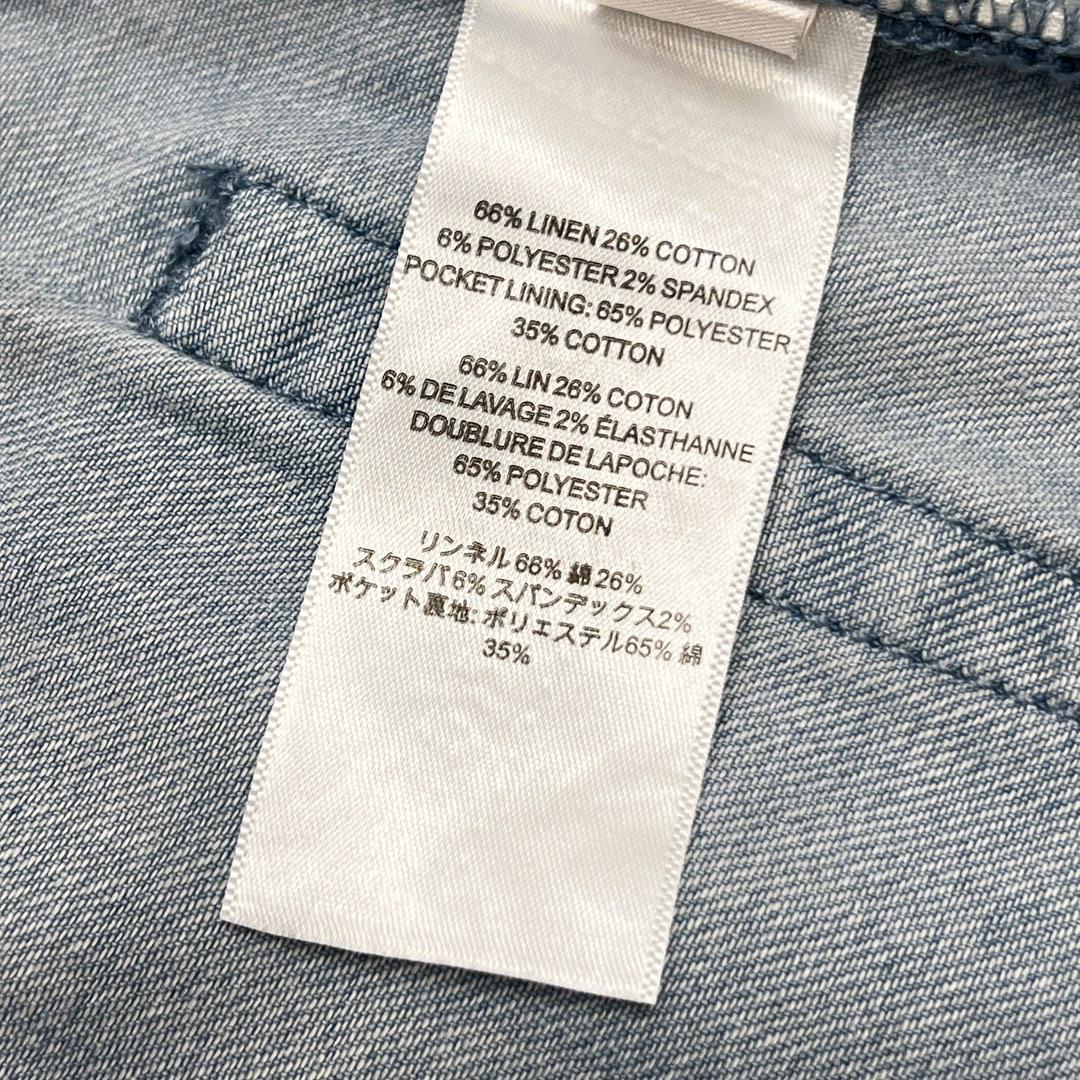 66% LINEN 26% COTTON
6% POLYESTER 2% SPANDEX
POCKET LINING: 65% POLYESTER
35% COTTON
66% LIN 26% COTON
6% DE LAVAGE 2% ÉLASTHANNE
DOUBLURE DE LAPOCHE:
65% POLYESTER
35% COTON
リンネル 66% 綿 26%
スクラバ 6% スパンデックス2%
ポケット裏地: ポリエステル65% 綿
35%